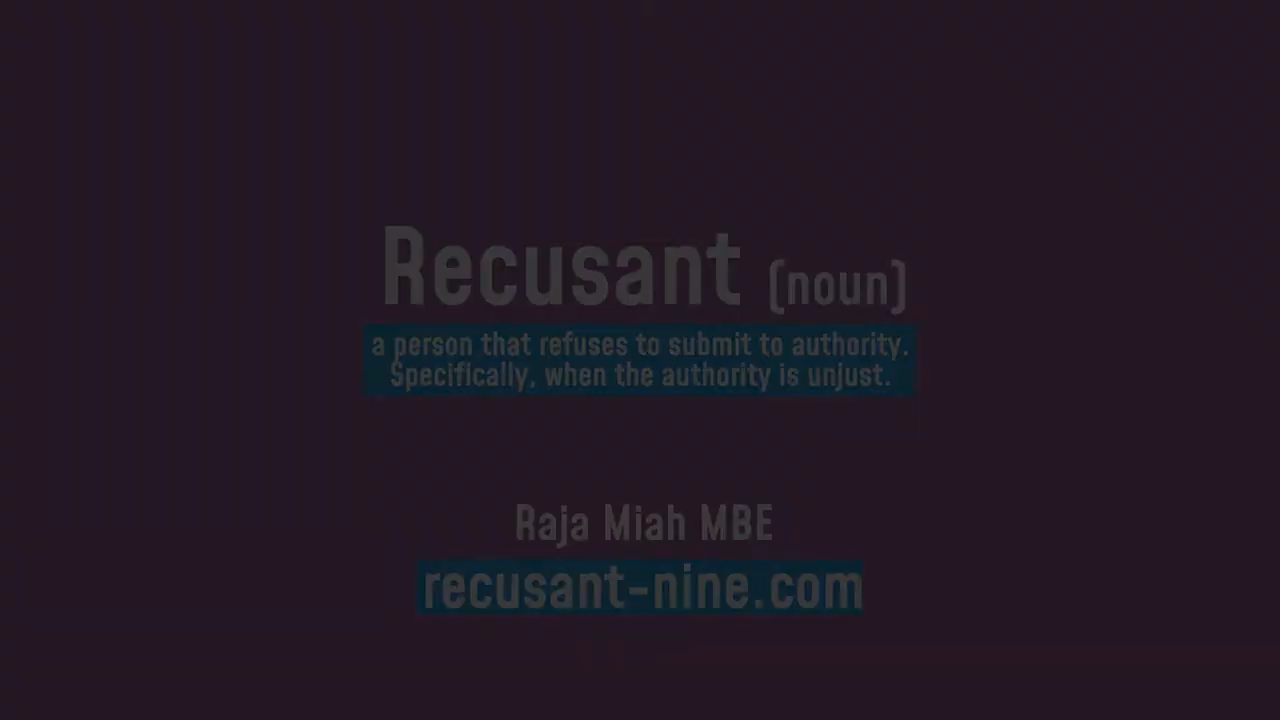 Recusant (noun)
a person that refuses to submit to authority.
Specifically, when the authority is unjust.
Raja Miah MBE
recusant-nine.com